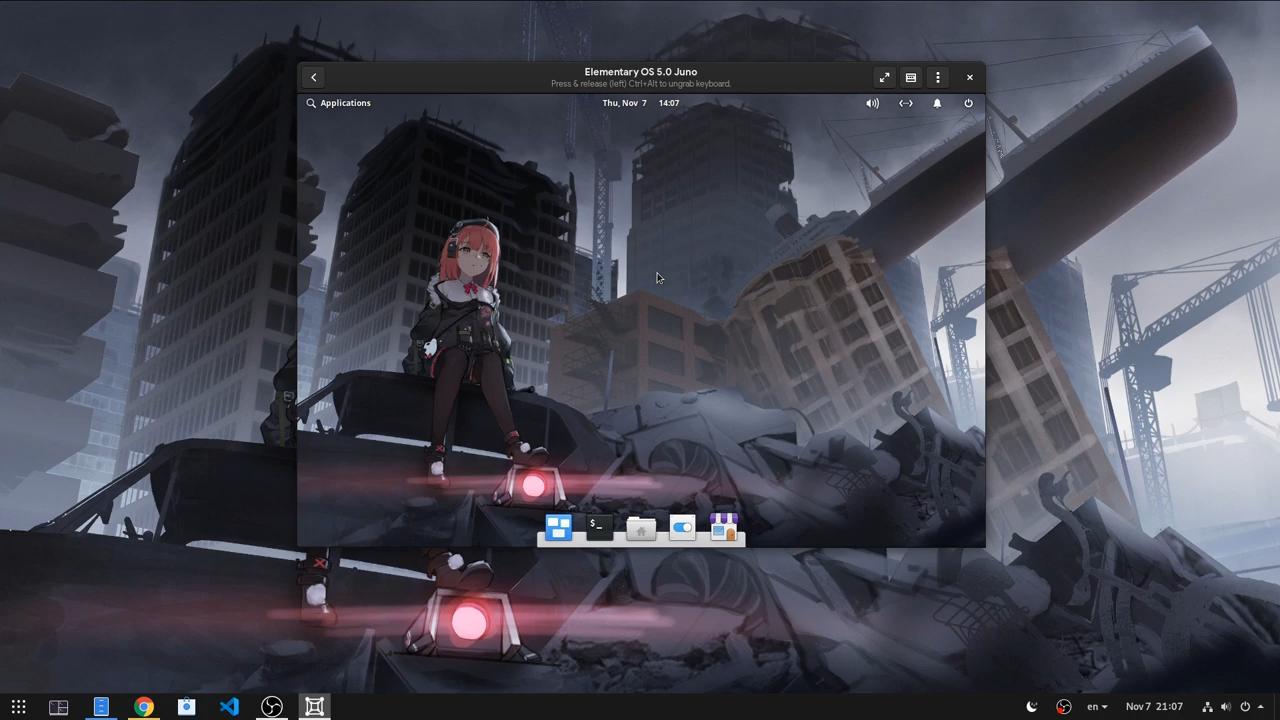 Elementary OS 5.0 Juno
Press & release (left) Ctrl+Alt to ungrab keyboard.
Applications
Thu, Nov 7 14:07
$_
en
Nov 7 21:07